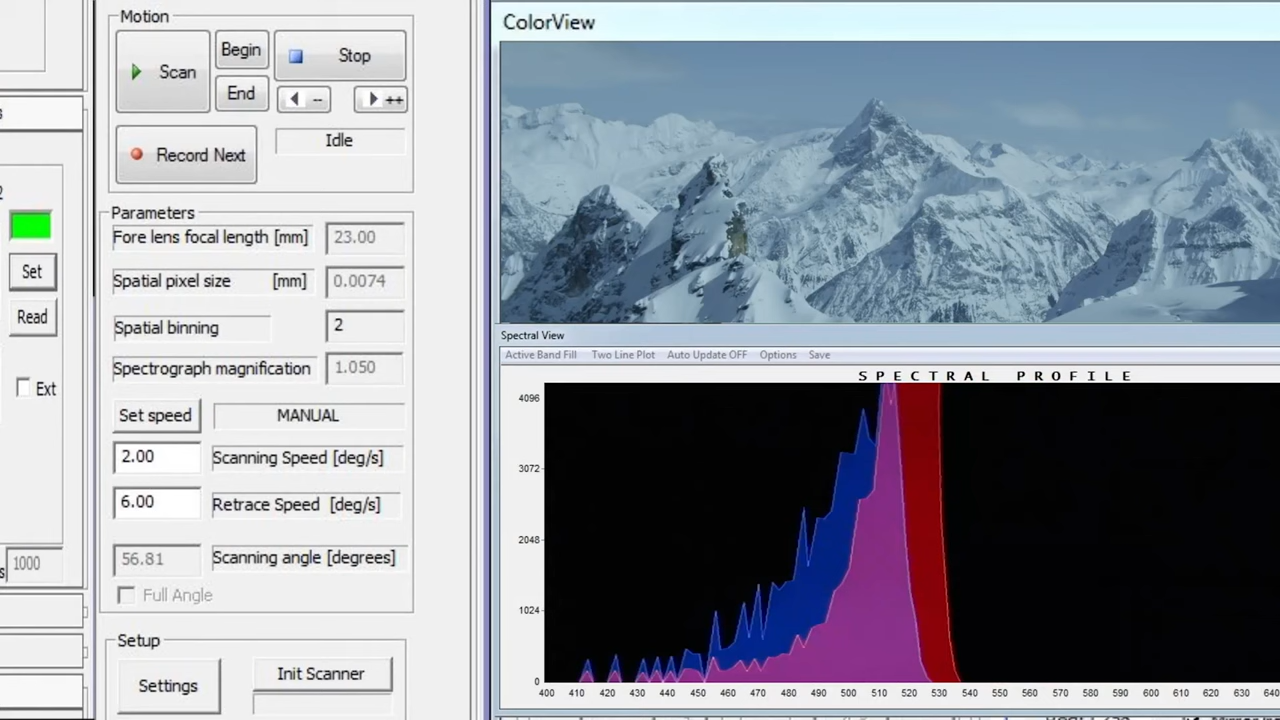 Motion
Scan
Begin
End
Stop
--
++
Record Next
Idle
Set
Read
Ext
1000
Parameters
Fore lens focal length [mm] 23.00
Spatial pixel size [mm] 0.0074
Spatial binning 2
Spectrograph magnification 1.050
Set speed MANUAL
2.00 Scanning Speed [deg/s]
6.00 Retrace Speed [deg/s]
56.81 Scanning angle [degrees]
Full Angle
Setup
Settings
Init Scanner
ColorView
Spectral View
Active Band Fill Two Line Plot Auto Update OFF Options Save
SPECTRAL PROFILE
4096
3072
2048
1024
0
400 410 420 430 440 450 460 470 480 490 500 510 520 530 540 550 560 570 580 590 600 610 620 630